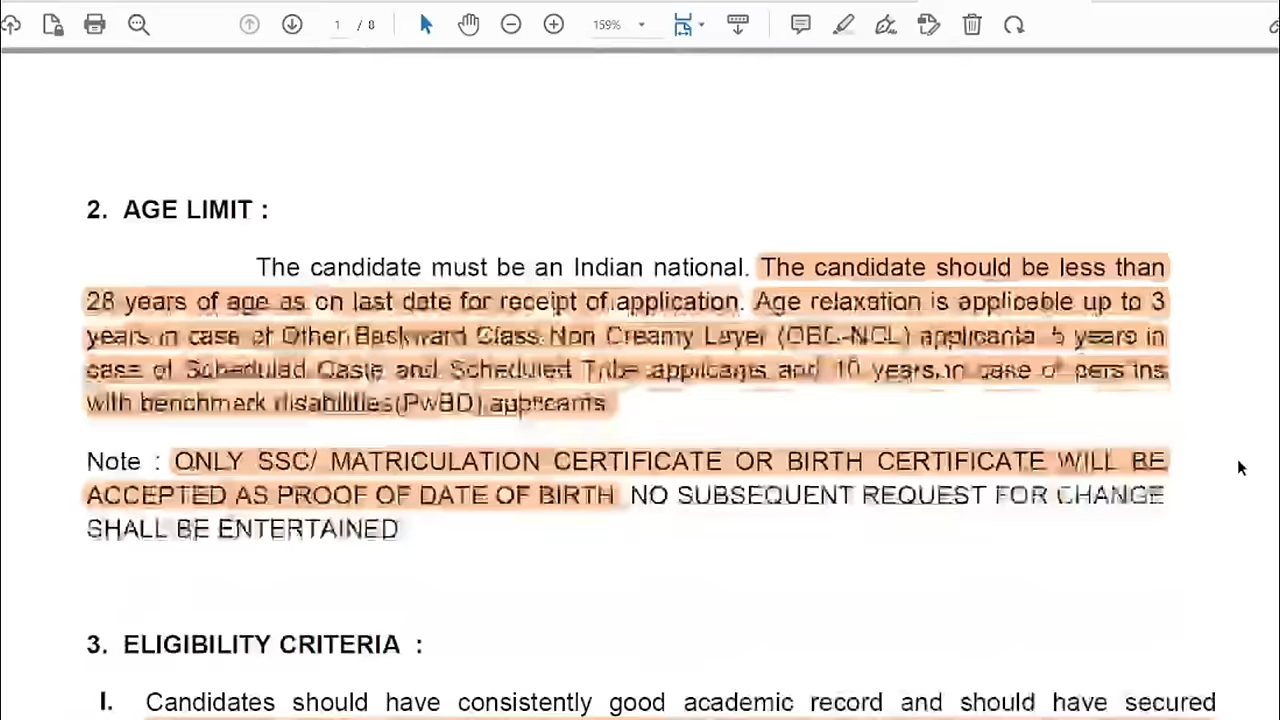 1 / 8
159%
2. AGE LIMIT :
The candidate must be an Indian national. The candidate should be less than
28 years of age as on last date for receipt of application. Age relaxation is applicable up to 3
years in case of Other Backward Class-Non Creamy Layer (OBC-NCL) applicants, 5 years in
case of Scheduled Caste and Scheduled Tribe applicants and 10 years in case of persons
with benchmark disabilities(PwBD) applicants.
Note : ONLY SSC/ MATRICULATION CERTIFICATE OR BIRTH CERTIFICATE WILL BE
ACCEPTED AS PROOF OF DATE OF BIRTH. NO SUBSEQUENT REQUEST FOR CHANGE
SHALL BE ENTERTAINED
3. ELIGIBILITY CRITERIA :
I. Candidates should have consistently good academic record and should have secured